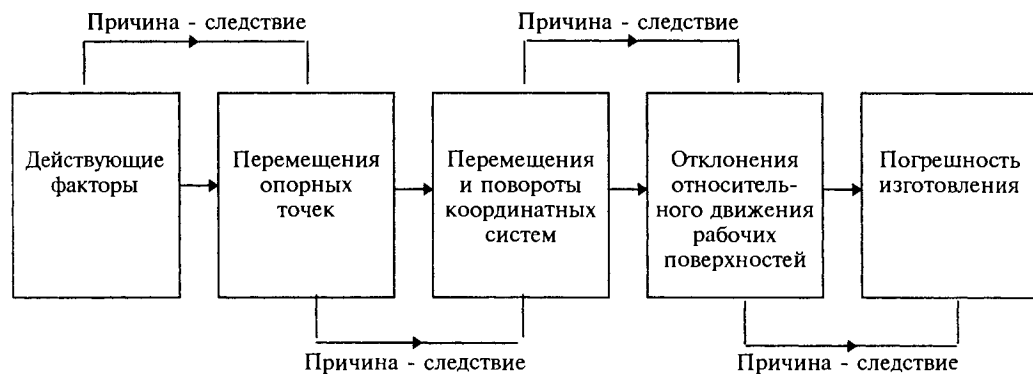 Причина - следствие
Причина - следствие
Действующие
факторы
Перемещения
опорных
точек
Перемещения
и повороты
координатных
систем
Отклонения
относитель-
ного движения
рабочих
поверхностей
Погрешность
изготовления
Причина - следствие
Причина - следствие